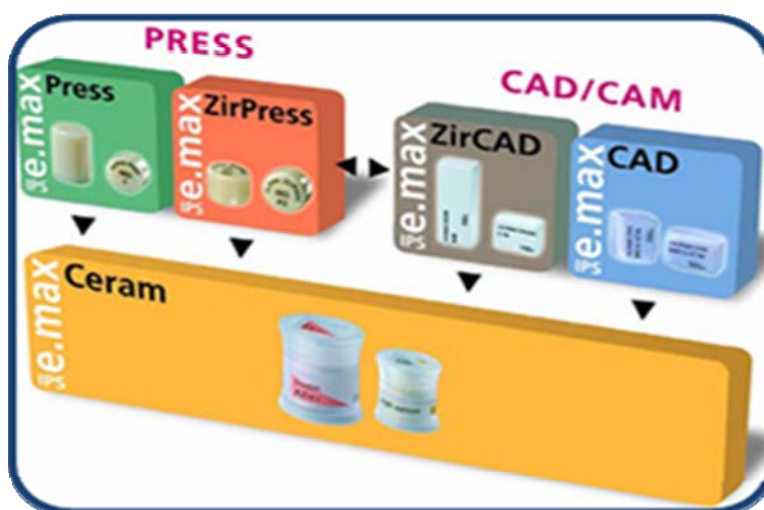 PRESS
CAD/CAM
IPS e.max Press
IPS e.max ZirPress
IPS e.max ZirCAD
IPS e.max CAD
IPS e.max Ceram